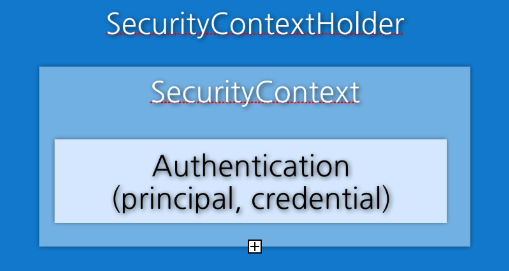 SecurityContextHolder
SecurityContext
Authentication
(principal, credential)